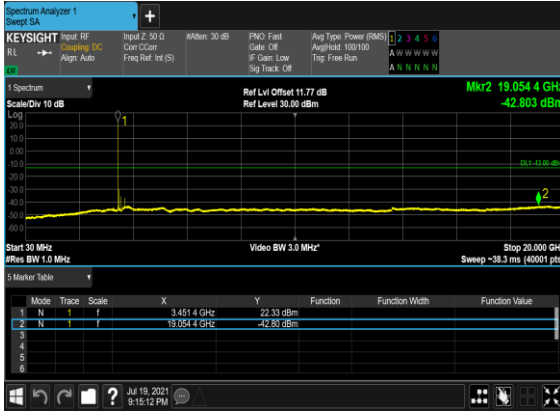 Spectrum Analyzer 1
Swept SA
+
KEYSIGHT Input: RF Input Z: 50 Ω #Atten: 30 dB PNO: Fast Avg Type: Power (RMS) 1 2 3 4 5 6
RL Coupling: DC Corr CCorr Gate: Off Avg|Hold: 100/100 A W W W W W
Align: Auto Freq Ref: Int (S) IF Gain: Low Trig: Free Run
Sig Track: Off A N N N N N
1 Spectrum
Ref Lvl Offset 11.77 dB Mkr2 19.054 4 GHz
Scale/Div 10 dB Ref Level 30.00 dBm -42.803 dBm
Log
20.0
10.0
0.00
-10.0
-20.0
-30.0
-40.0
-50.0
-60.0
1
DL1 -13.00 dBm
2
Start 30 MHz Video BW 3.0 MHz* Stop 20.000 GHz
#Res BW 1.0 MHz Sweep ~38.3 ms (40001 pts)
5 Marker Table
Mode Trace Scale X Y Function Function Width Function Value
1 N 1 f 3.451 4 GHz 22.33 dBm
2 N 1 f 19.054 4 GHz -42.80 dBm
3
4
5
6
? Jul 19, 2021
9:15:12 PM